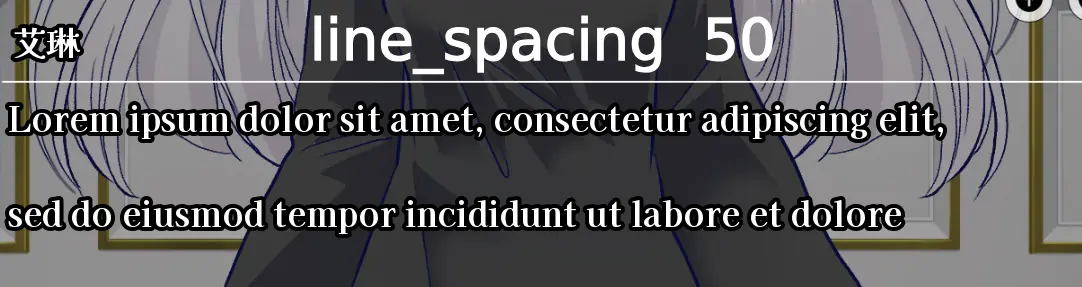 艾琳
line_spacing 50
Lorem ipsum dolor sit amet, consectetur adipiscing elit,
sed do eiusmod tempor incididunt ut labore et dolore